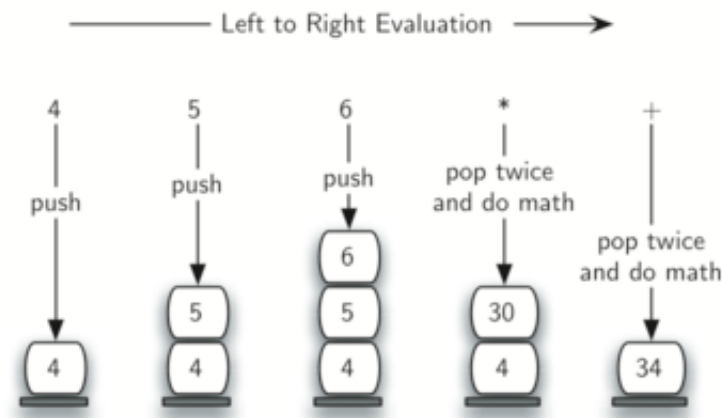 Left to Right Evaluation
4 5 6 * +
push
push
push
pop twice
and do math
pop twice
and do math
6
5 5 30
4 4 4 4 34